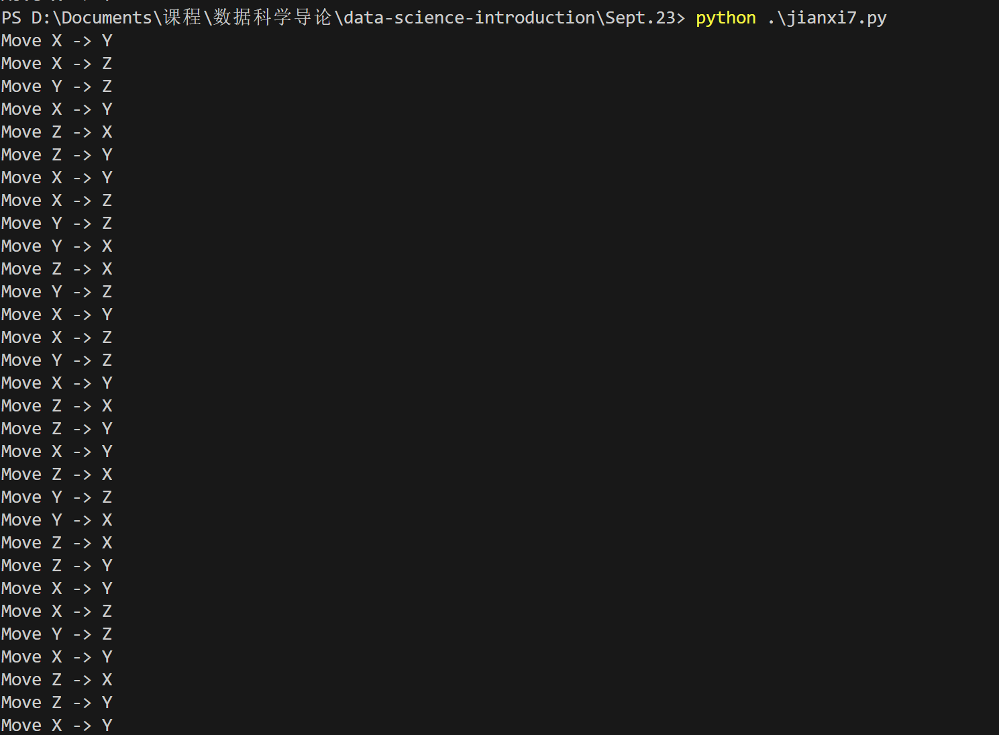 PS D:\Documents\课程\数据科学导论\data-science-introduction\Sept.23> python .\jianxi7.py
Move X -> Y
Move X -> Z
Move Y -> Z
Move X -> Y
Move Z -> X
Move Z -> Y
Move X -> Y
Move X -> Z
Move Y -> Z
Move Y -> X
Move Z -> X
Move Y -> Z
Move X -> Y
Move X -> Z
Move Y -> Z
Move X -> Y
Move Z -> X
Move Z -> Y
Move X -> Y
Move Z -> X
Move Y -> Z
Move Y -> X
Move Z -> X
Move Z -> Y
Move X -> Y
Move X -> Z
Move Y -> Z
Move X -> Y
Move Z -> X
Move Z -> Y
Move X -> Y